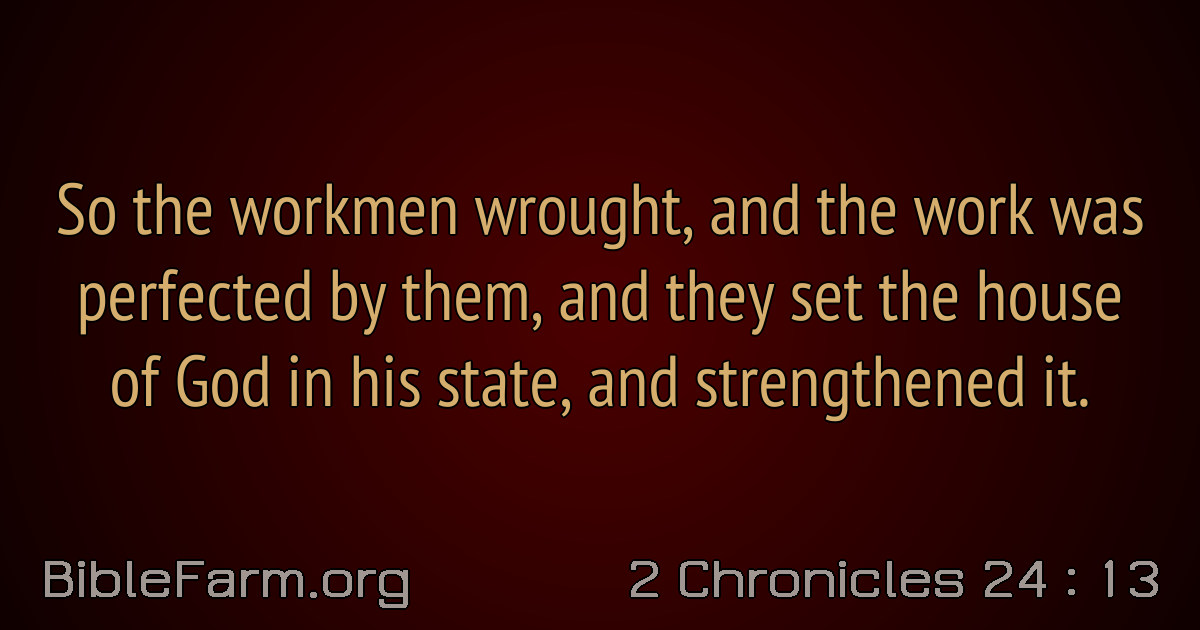 So the workmen wrought, and the work was
perfected by them, and they set the house
of God in his state, and strengthened it.
BibleFarm.org
2 Chronicles 24 : 13